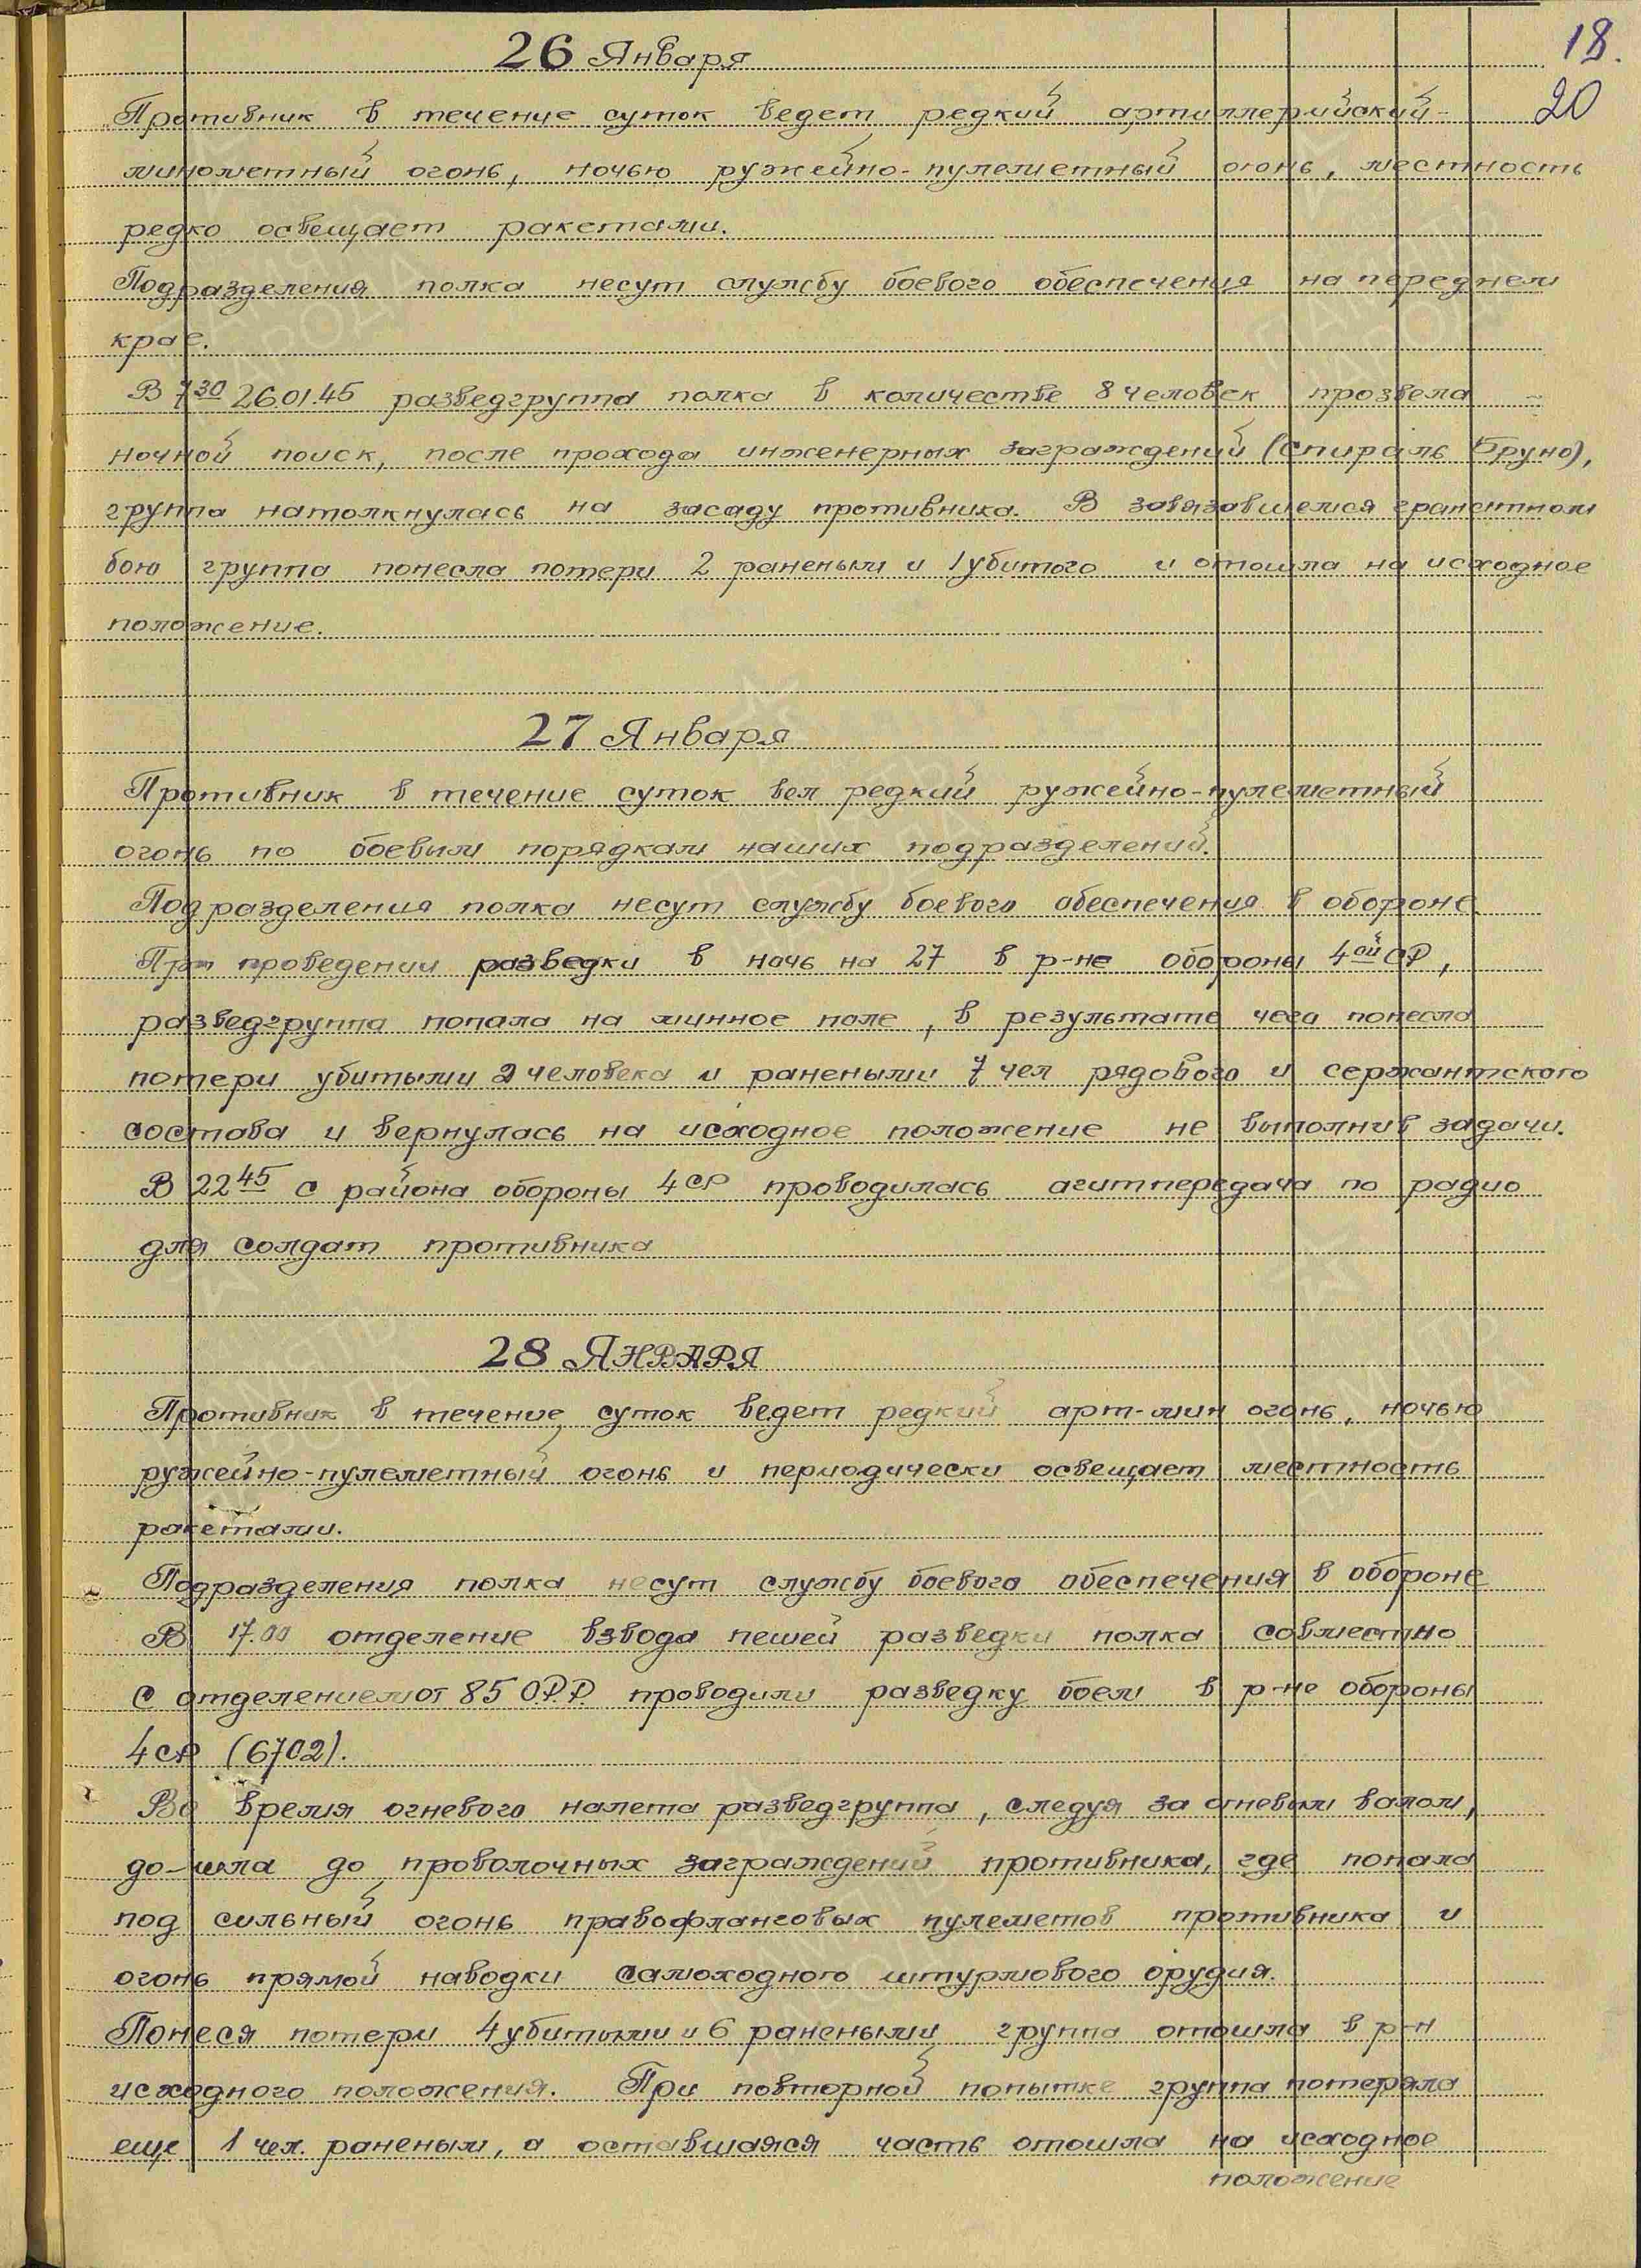 18.
20
26 Января
Противник в течение суток ведет редкий артиллерийский-
минометный огонь, ночью ружейно-пулеметный огонь, местность
редко освещает ракетами.
Подразделения полка несут службу боевого обеспечения на переднем
крае.
В 7 30 26.01.45 разведгруппа полка в количестве 8 человек прозвела
ночной поиск, после прохода инженерных заграждений (спираль Бруно),
группа натолкнулась на засаду противника. В завязавшемся гранатном
бою группа понесла потери 2 раненым и 1 убитого и отошла на исходное
положение.
27 Января
Противник в течение суток вел редкий ружейно-пулеметный
огонь по боевым порядкам наших подразделений.
Подразделения полка несут службу боевого обеспечения в обороне
При проведении разведки в ночь на 27 в р-не обороны 4ой СР,
разведгруппа попала на минное поле, в результате чего понесла
потери убитыми 2 человека и ранеными 7 чел рядового и сержантского
состава и вернулась на исходное положение не выполнив задачи.
В 22 45 с района обороны 4 СР проводилась агитпередача по радио
для солдат противника
28 ЯНВАРЯ
Противник в течение суток ведет редкий арт-мин огонь, ночью
ружейно-пулеметный огонь и периодически освещает местность
ракетами.
Подразделения полка несут службу боевого обеспечения в обороне
В 17.00 отделение взвода пешей разведки полка совместно
с отделением от 85 О.Р.Р. проводили разведку боем в р-не обороны
4 СР (6702).
Во время огневого налета разведгруппа, следуя за огневым валом,
до-шла до проволочных заграждений противника, где попала
под сильный огонь правофланговых пулеметов противника и
огонь прямой наводки самоходного штурмового орудия.
Понеся потери 4 убитыми и 6 ранеными группа отошла в р-н
исходного положения. При повторной попытке группа потеряла
еще 1 чел. раненым, а оставшаяся часть отошла на исходное
положение